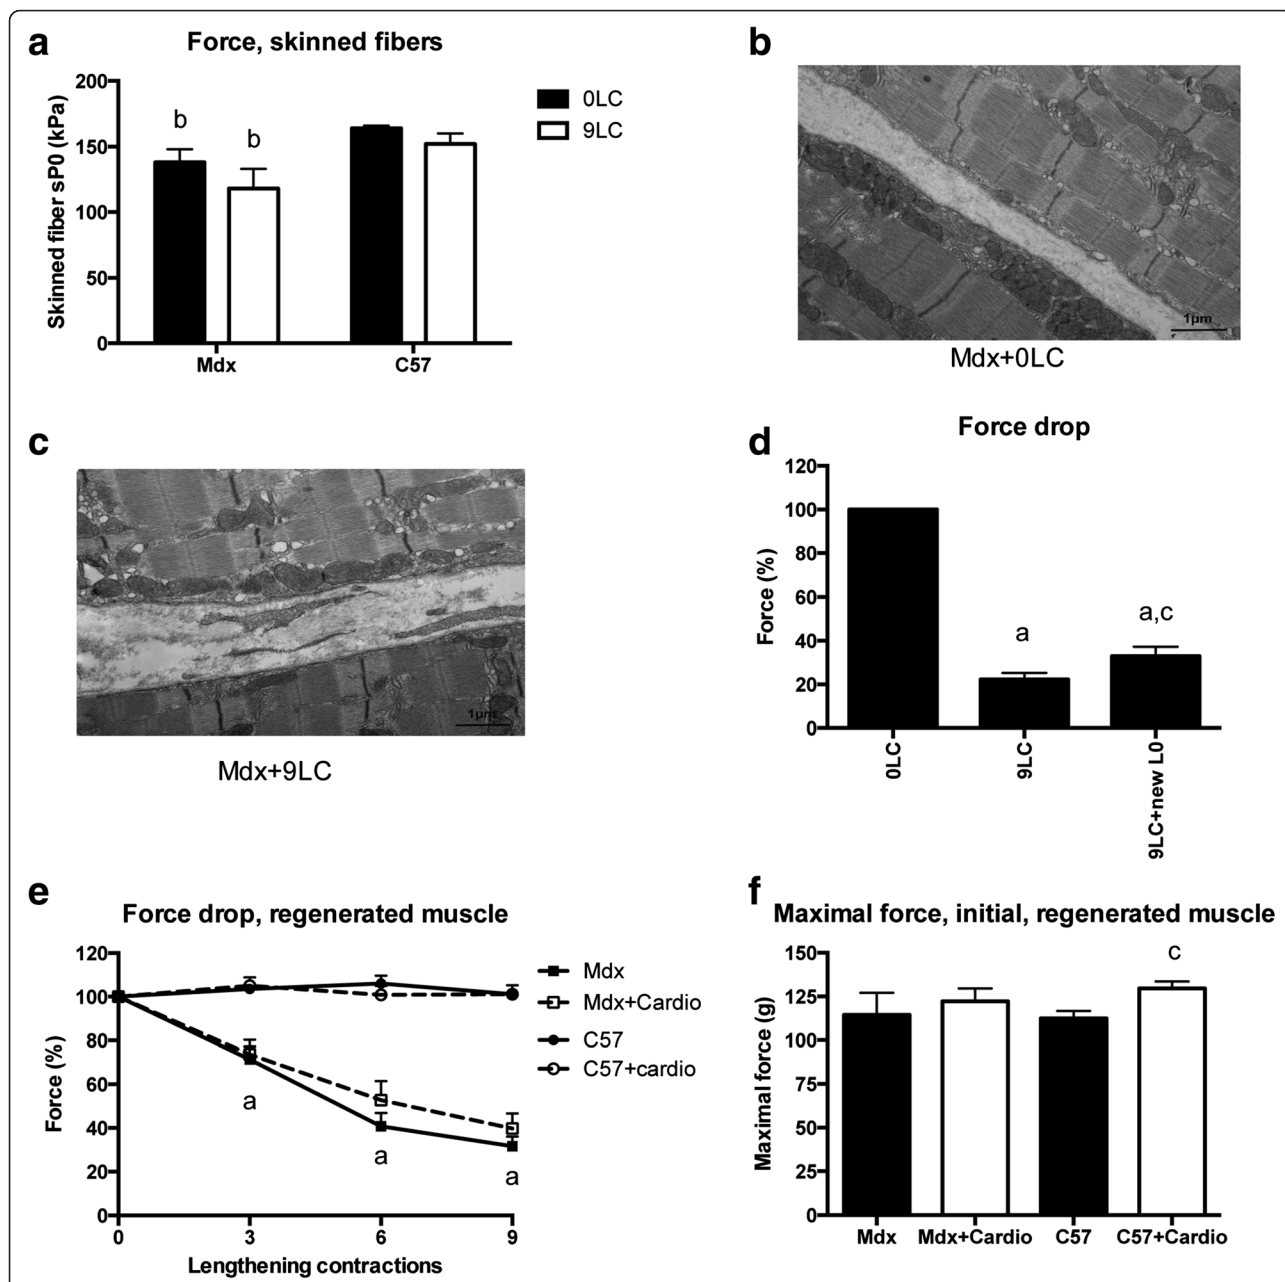 a
Force, skinned fibers
Skinned fiber sP0 (kPa)
200
150
100
50
0
b
b
Mdx
C57
0LC
9LC
b
1µm
Mdx+0LC
c
1µm
Mdx+9LC
d
Force drop
Force (%)
120
100
80
60
40
20
0
a
a,c
0LC
9LC
9LC+new L0
e
Force drop, regenerated muscle
Force (%)
120
100
80
60
40
20
0
a
a
a
0
3
6
9
Lengthening contractions
Mdx
Mdx+Cardio
C57
C57+cardio
f
Maximal force, initial, regenerated muscle
Maximal force (g)
150
125
100
75
50
25
0
c
Mdx
Mdx+Cardio
C57
C57+Cardio